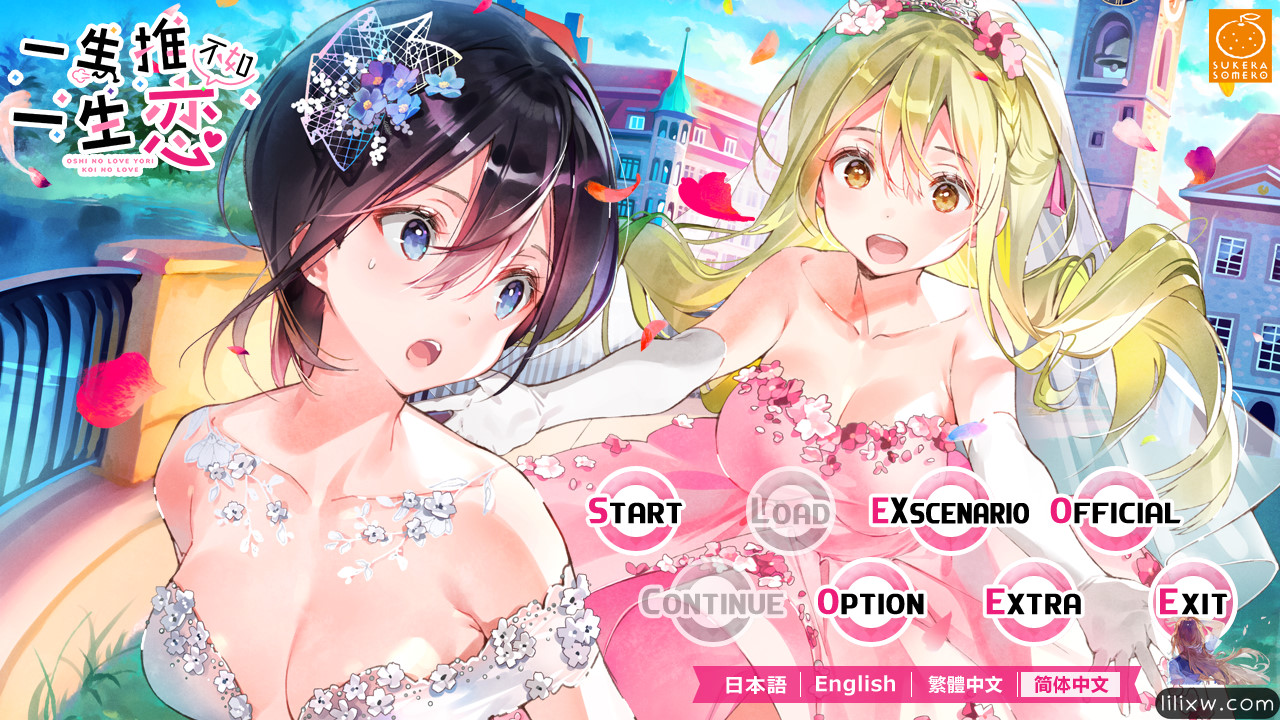 一生推不如
一生恋
OSHI NO LOVE YORI
KOI NO LOVE
SUKERA
SOMERO
START LOAD EXSCENARIO OFFICIAL
CONTINUE OPTION EXTRA EXIT
日本語 English 繁體中文 简体中文
lilixw.com